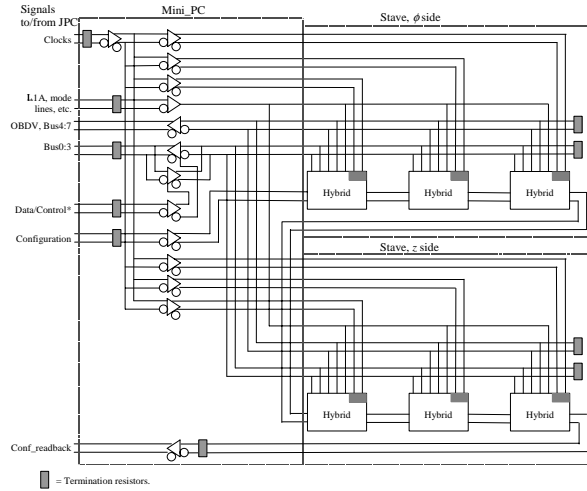 Signals
to/from JPC
Mini_PC
Stave, ϕ side
Clocks
L1A, mode
lines, etc.
OBDV, Bus4:7
Bus0:3
Hybrid
Hybrid
Hybrid
Data/Control*
Configuration
Stave, z side
Hybrid
Hybrid
Hybrid
Conf_readback
= Termination resistors.